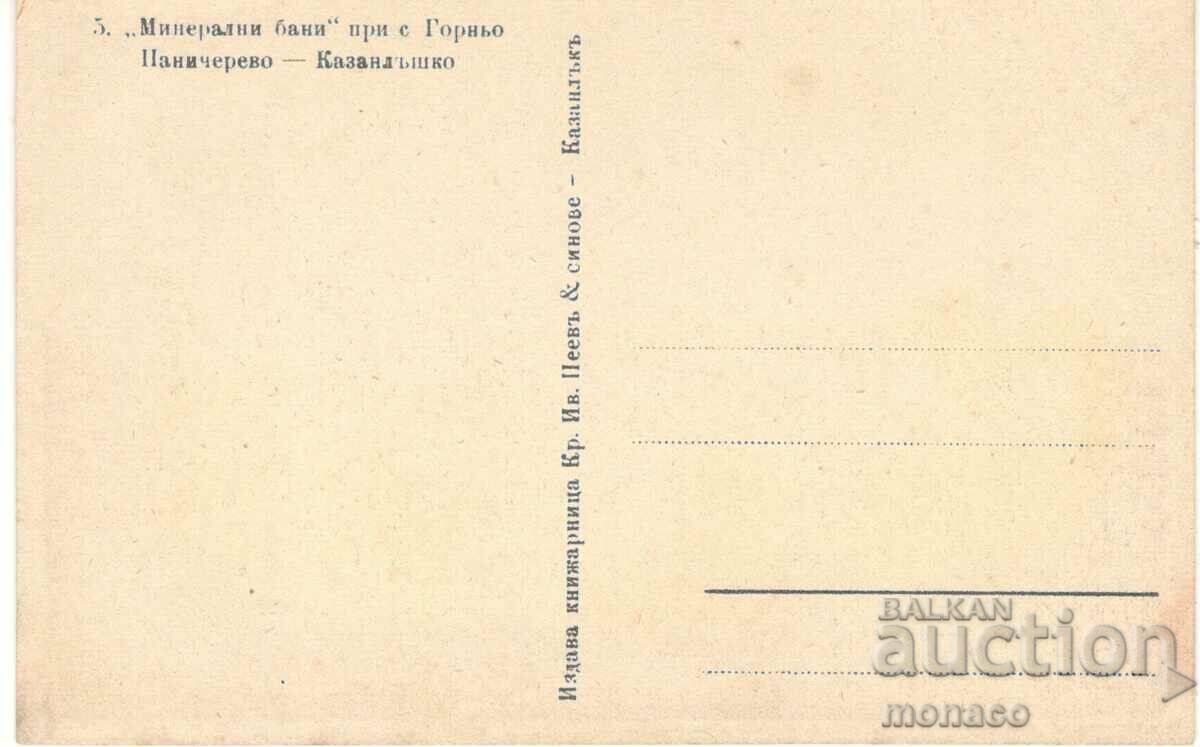 5. „Минерални бани“ при с Горньо
Паничерево — Казанлъшко
Издава книжарница Кр. Ив. Пеевъ & синове - Казанлъкъ
BALKAN
auction
monaco